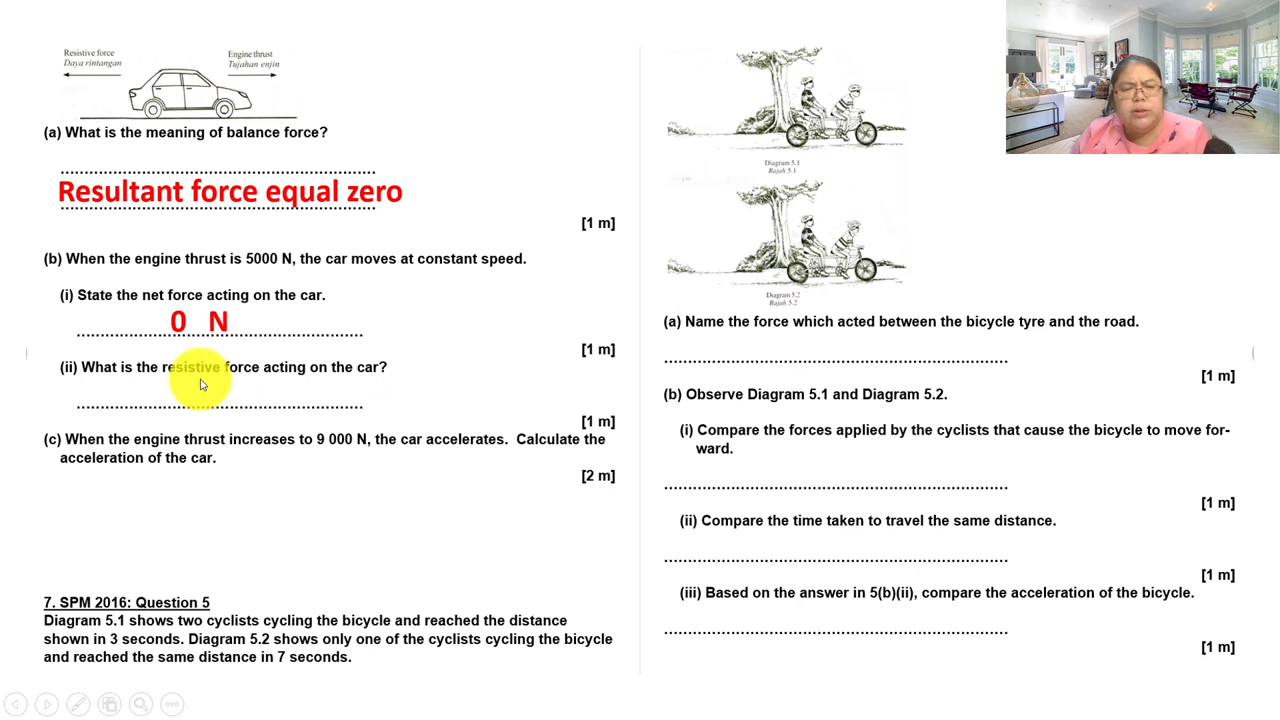 Resistive force
Daya rintangan
Engine thrust
Tujahan enjin
(a) What is the meaning of balance force?
Resultant force equal zero
[1 m]
(b) When the engine thrust is 5000 N, the car moves at constant speed.
(i) State the net force acting on the car.
0 N
[1 m]
(ii) What is the resistive force acting on the car?
[1 m]
(c) When the engine thrust increases to 9 000 N, the car accelerates. Calculate the
acceleration of the car.
[2 m]
7. SPM 2016: Question 5
Diagram 5.1 shows two cyclists cycling the bicycle and reached the distance
shown in 3 seconds. Diagram 5.2 shows only one of the cyclists cycling the bicycle
and reached the same distance in 7 seconds.
Diagram 5.1
Rajah 5.1
Diagram 5.2
Rajah 5.2
(a) Name the force which acted between the bicycle tyre and the road.
[1 m]
(b) Observe Diagram 5.1 and Diagram 5.2.
(i) Compare the forces applied by the cyclists that cause the bicycle to move for-
ward.
[1 m]
(ii) Compare the time taken to travel the same distance.
[1 m]
(iii) Based on the answer in 5(b)(ii), compare the acceleration of the bicycle.
[1 m]